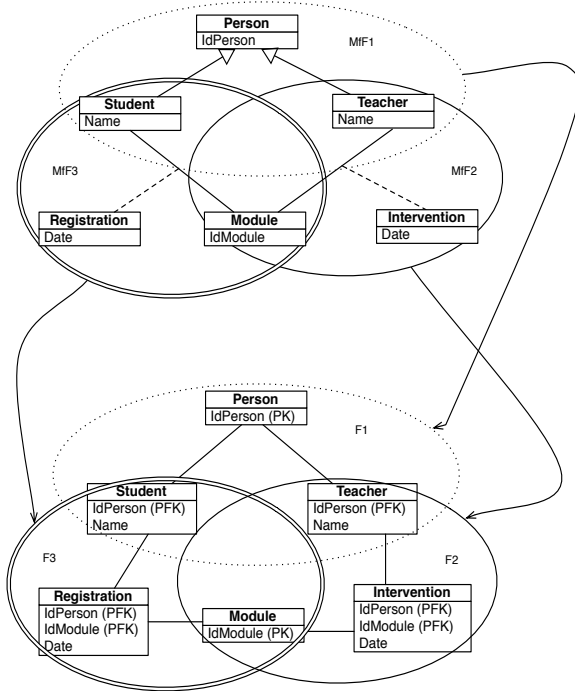 Person
IdPerson
MfF1
Student
Name
Teacher
Name
MfF3
MfF2
Registration
Date
Module
IdModule
Intervention
Date
Person
IdPerson (PK)
F1
Student
IdPerson (PFK)
Name
Teacher
IdPerson (PFK)
Name
F3
F2
Registration
IdPerson (PFK)
IdModule (PFK)
Date
Module
IdModule (PK)
Intervention
IdPerson (PFK)
IdModule (PFK)
Date